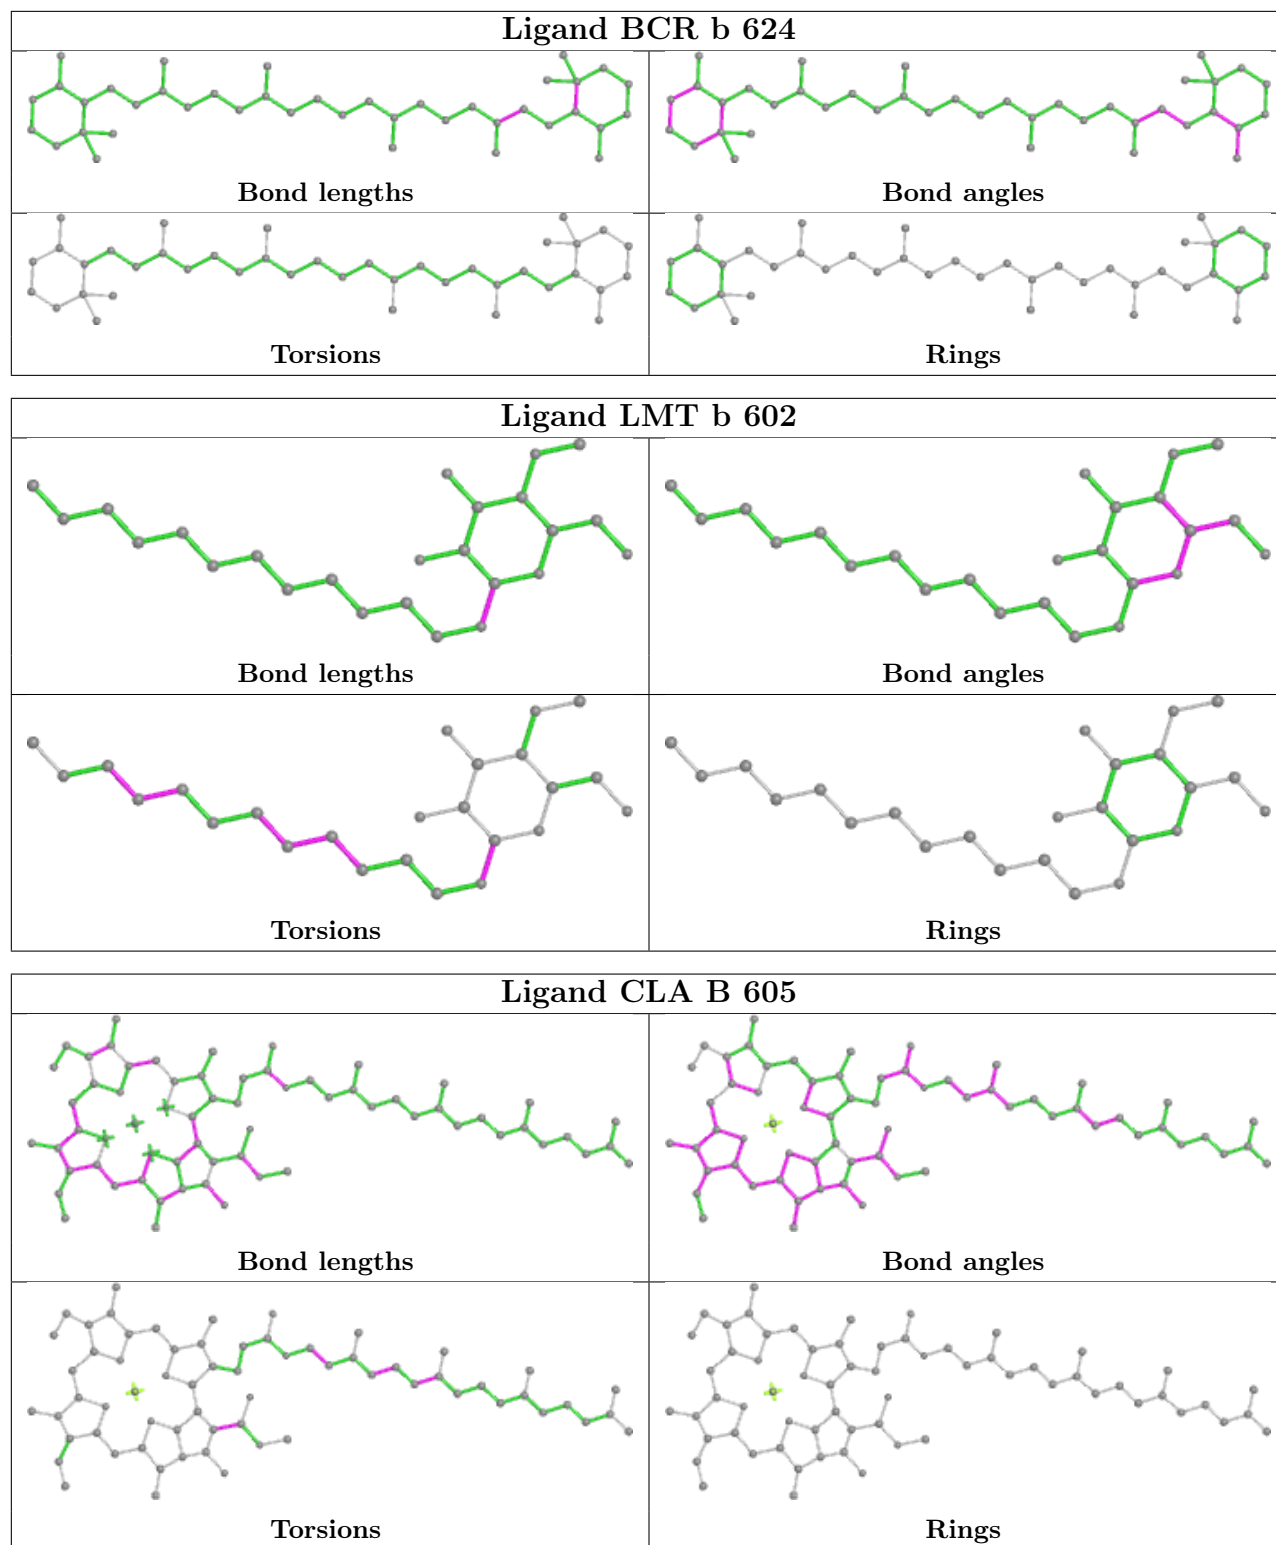 Ligand BCR b 624
Bond lengths
Bond angles
Torsions
Rings
Ligand LMT b 602
Bond lengths
Bond angles
Torsions
Rings
Ligand CLA B 605
Bond lengths
Bond angles
Torsions
Rings